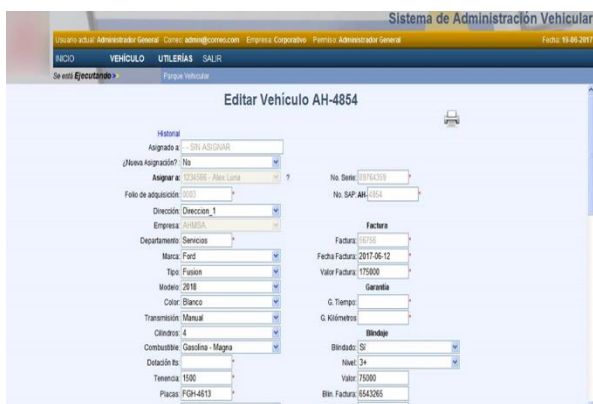 Sistema de Administración Vehicular
Usuario actual: Administrador General Correo: admin@correo.com Empresa: Corporativo Permiso: Administrador General Fecha: 19-06-2017
INICIO VEHÍCULO UTILERÍAS SALIR
Se está Ejecutando » Parque Vehicular
Editar Vehículo AH-4854
Historial
Asignado a: -- SIN ASIGNAR
¿Nueva Asignación?: No
Asignar a: 1234566 - Alex Luna ? No. Serie: 09764359 *
Folio de adquisición: 0003 * No. SAP: AH-4854 *
Dirección: Direccion_1
Empresa: AHMSA Factura
Departamento: Servicios * Factura: 56756 *
Marca: Ford Fecha Factura: 2017-06-12 *
Tipo: Fusion Valor Factura: 175000 *
Modelo: 2018 Garantía
Color: Blanco G. Tiempo: *
Transmisión: Manual G. Kilómetros: *
Cilindros: 4 Blindaje
Combustible: Gasolina - Magna Blindado: Sí
Dotación lts: * Nivel: 3+
Tenencia: 1500 * Valor: 75000
Placas: FGH-4613 * Blin. Factura: 6543265